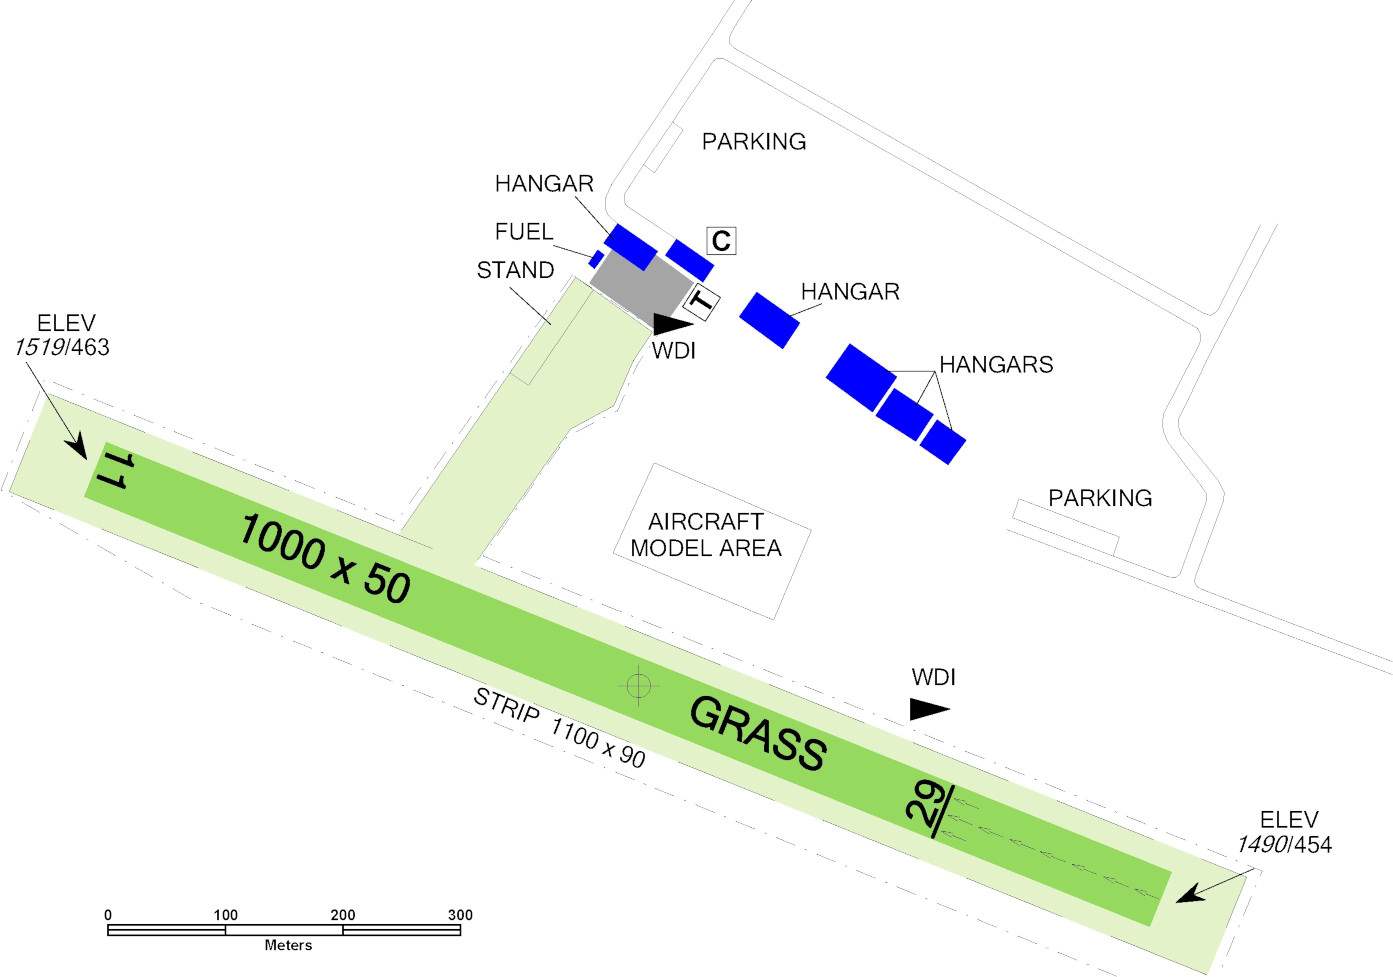 PARKING
HANGAR
FUEL
C
STAND
T
HANGAR
WDI
ELEV
1519/463
HANGARS
11
PARKING
AIRCRAFT
MODEL AREA
1000 x 50
WDI
GRASS
STRIP 1100 x 90
29
ELEV
1490/454
0 100 200 300
Meters